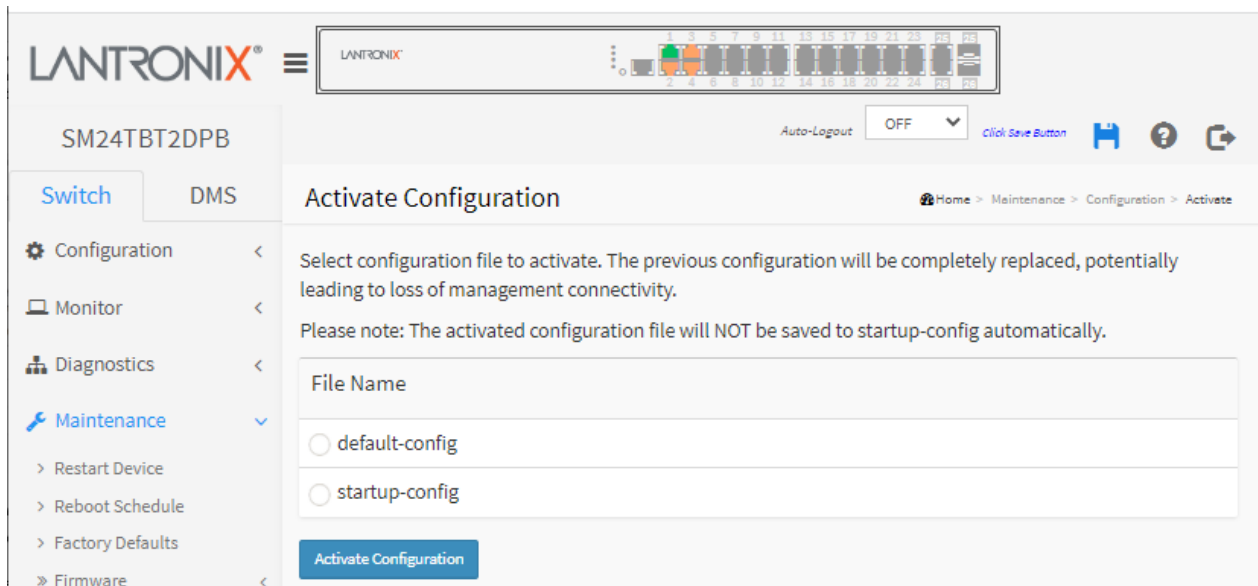 LANTRONIX®
LANTRONIX
1 3 5 7 9 11 13 15 17 19 21 23 25 25
2 4 6 8 10 12 14 16 18 20 22 24 26 26
SM24TBT2DPB
Auto-Logout OFF Click Save Button
Switch DMS
Activate Configuration
Home > Maintenance > Configuration > Activate
Configuration <
Monitor <
Diagnostics <
Maintenance
> Restart Device
> Reboot Schedule
> Factory Defaults
» Firmware <
Select configuration file to activate. The previous configuration will be completely replaced, potentially
leading to loss of management connectivity.
Please note: The activated configuration file will NOT be saved to startup-config automatically.
File Name
default-config
startup-config
Activate Configuration